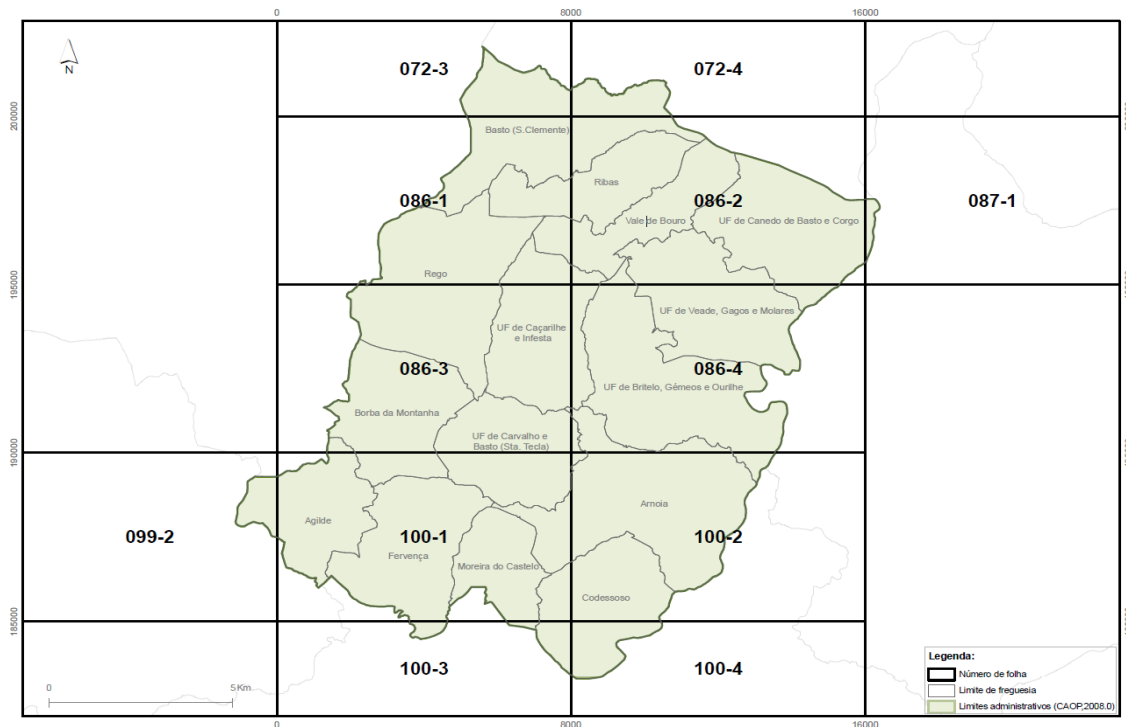 0 8000 16000
072-3 072-4
N
200000
Basto (S.Clemente)
Ribas
086-1 086-2 087-1
Vale de Bouro UF de Canedo de Basto e Corgo
Rego
195000
UF de Veade, Gagos e Molares
UF de Caçarilhe
e Infesta
086-3 086-4
UF de Britelo, Gémeos e Ourilhe
Borba da Montanha
UF de Carvalho e
Basto (Sta. Tecla)
190000
Arnoia
Agilde
099-2 100-1 100-2
Fervença
Moreira do Castelo
Codessoso
185000
100-3 100-4
Legenda:
Número de folha
Limite de freguesia
Limites administrativos (CAOP,2008.0)
0 5 Km
0 8000 16000